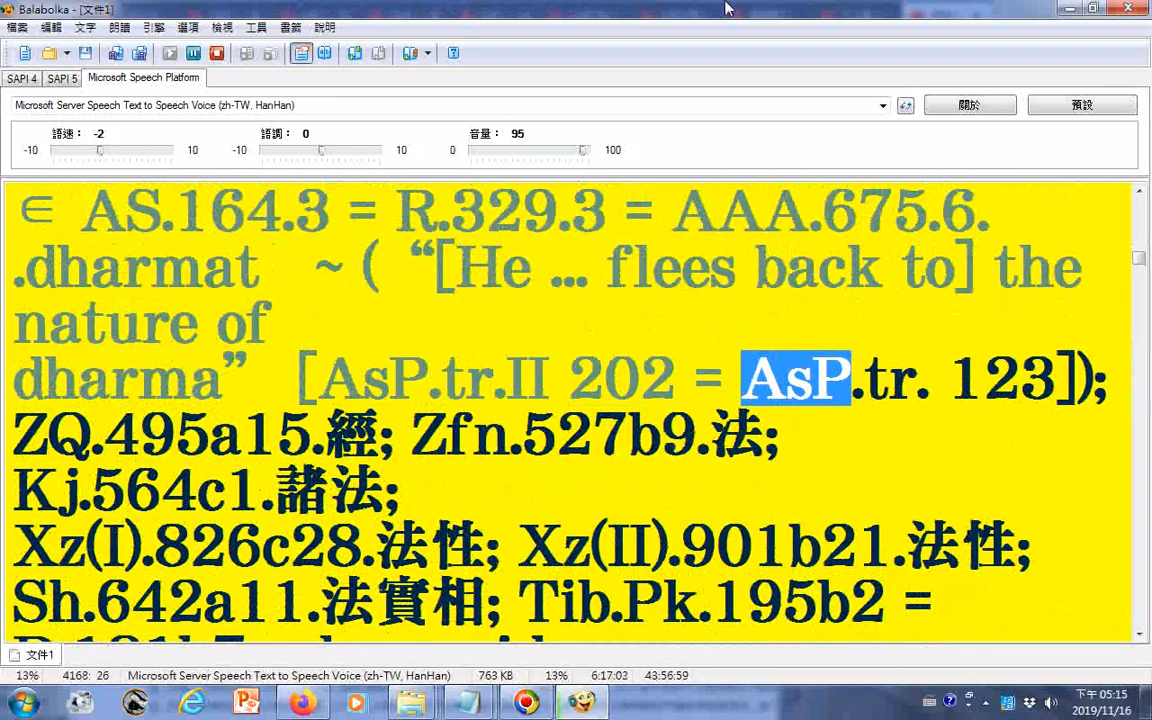 Balabolka - [文件1]
檔案 編輯 文字 朗讀 引擎 選項 檢視 工具 書籤 說明
SAPI 4 SAPI 5 Microsoft Speech Platform
Microsoft Server Speech Text to Speech Voice (zh-TW, HanHan) 關於 預設
語速： -2 語調： 0 音量： 95
-10 10 -10 10 0 100
∈ AS.164.3 = R.329.3 = AAA.675.6.
.dharmat ~ ( “[He ... flees back to] the
nature of
dharma” [AsP.tr.II 202 = AsP.tr. 123]);
ZQ.495a15.經; Zfn.527b9.法;
Kj.564c1.諸法;
Xz(I).826c28.法性; Xz(II).901b21.法性;
Sh.642a11.法實相; Tib.Pk.195b2 =
文件1
13% 4168: 26 Microsoft Server Speech Text to Speech Voice (zh-TW, HanHan) 763 KB 13% 6:17:03 43:56:59
下午 05:15
2019/11/16